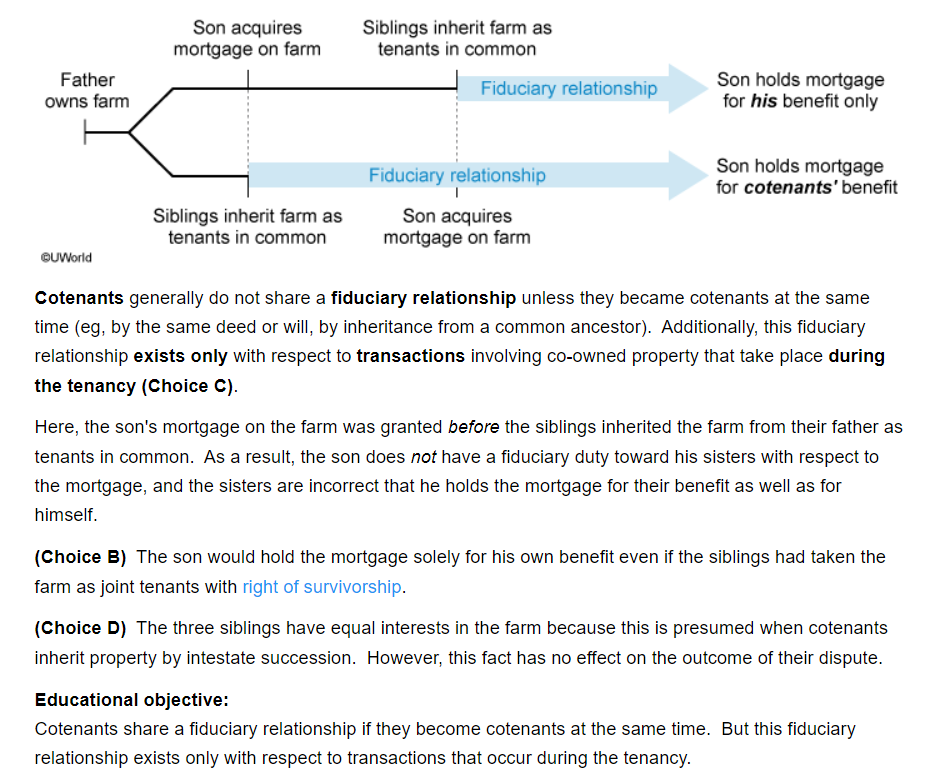 Son acquires
mortgage on farm
Siblings inherit farm as
tenants in common
Father
owns farm
Fiduciary relationship
Son holds mortgage
for his benefit only
Fiduciary relationship
Son holds mortgage
for cotenants' benefit
Siblings inherit farm as
tenants in common
Son acquires
mortgage on farm
©UWorld
Cotenants generally do not share a fiduciary relationship unless they became cotenants at the same
time (eg, by the same deed or will, by inheritance from a common ancestor). Additionally, this fiduciary
relationship exists only with respect to transactions involving co-owned property that take place during
the tenancy (Choice C).
Here, the son's mortgage on the farm was granted before the siblings inherited the farm from their father as
tenants in common. As a result, the son does not have a fiduciary duty toward his sisters with respect to
the mortgage, and the sisters are incorrect that he holds the mortgage for their benefit as well as for
himself.
(Choice B) The son would hold the mortgage solely for his own benefit even if the siblings had taken the
farm as joint tenants with right of survivorship.
(Choice D) The three siblings have equal interests in the farm because this is presumed when cotenants
inherit property by intestate succession. However, this fact has no effect on the outcome of their dispute.
Educational objective:
Cotenants share a fiduciary relationship if they become cotenants at the same time. But this fiduciary
relationship exists only with respect to transactions that occur during the tenancy.